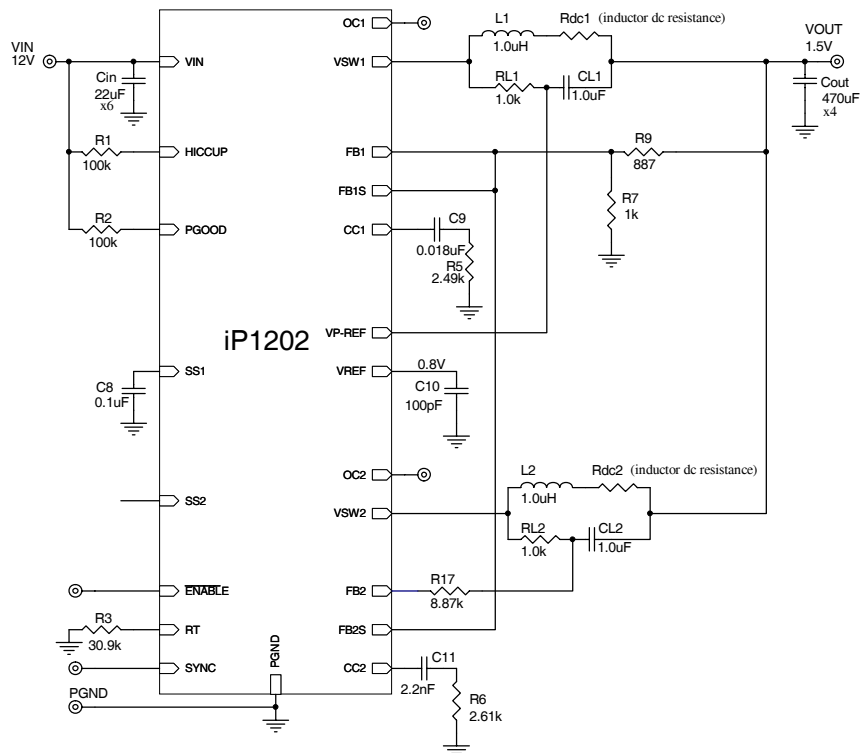 OC1
L1
1.0uH
Rdc1 (inductor dc resistance)
VIN
12V
VIN
VSW1
VOUT
1.5V
Cin
22uF
x6
RL1
1.0k
CL1
1.0uF
Cout
470uF
x4
R1
100k
HICCUP
FB1
R9
887
FB1S
R7
1k
R2
100k
PGOOD
CC1
C9
0.018uF
R5
2.49k
iP1202
VP-REF
C8
0.1uF
SS1
VREF
0.8V
C10
100pF
OC2
L2
1.0uH
Rdc2 (inductor dc resistance)
SS2
VSW2
RL2
1.0k
CL2
1.0uF
ENABLE
FB2
R17
8.87k
R3
30.9k
RT
FB2S
SYNC
PGND
CC2
C11
2.2nF
R6
2.61k
PGND